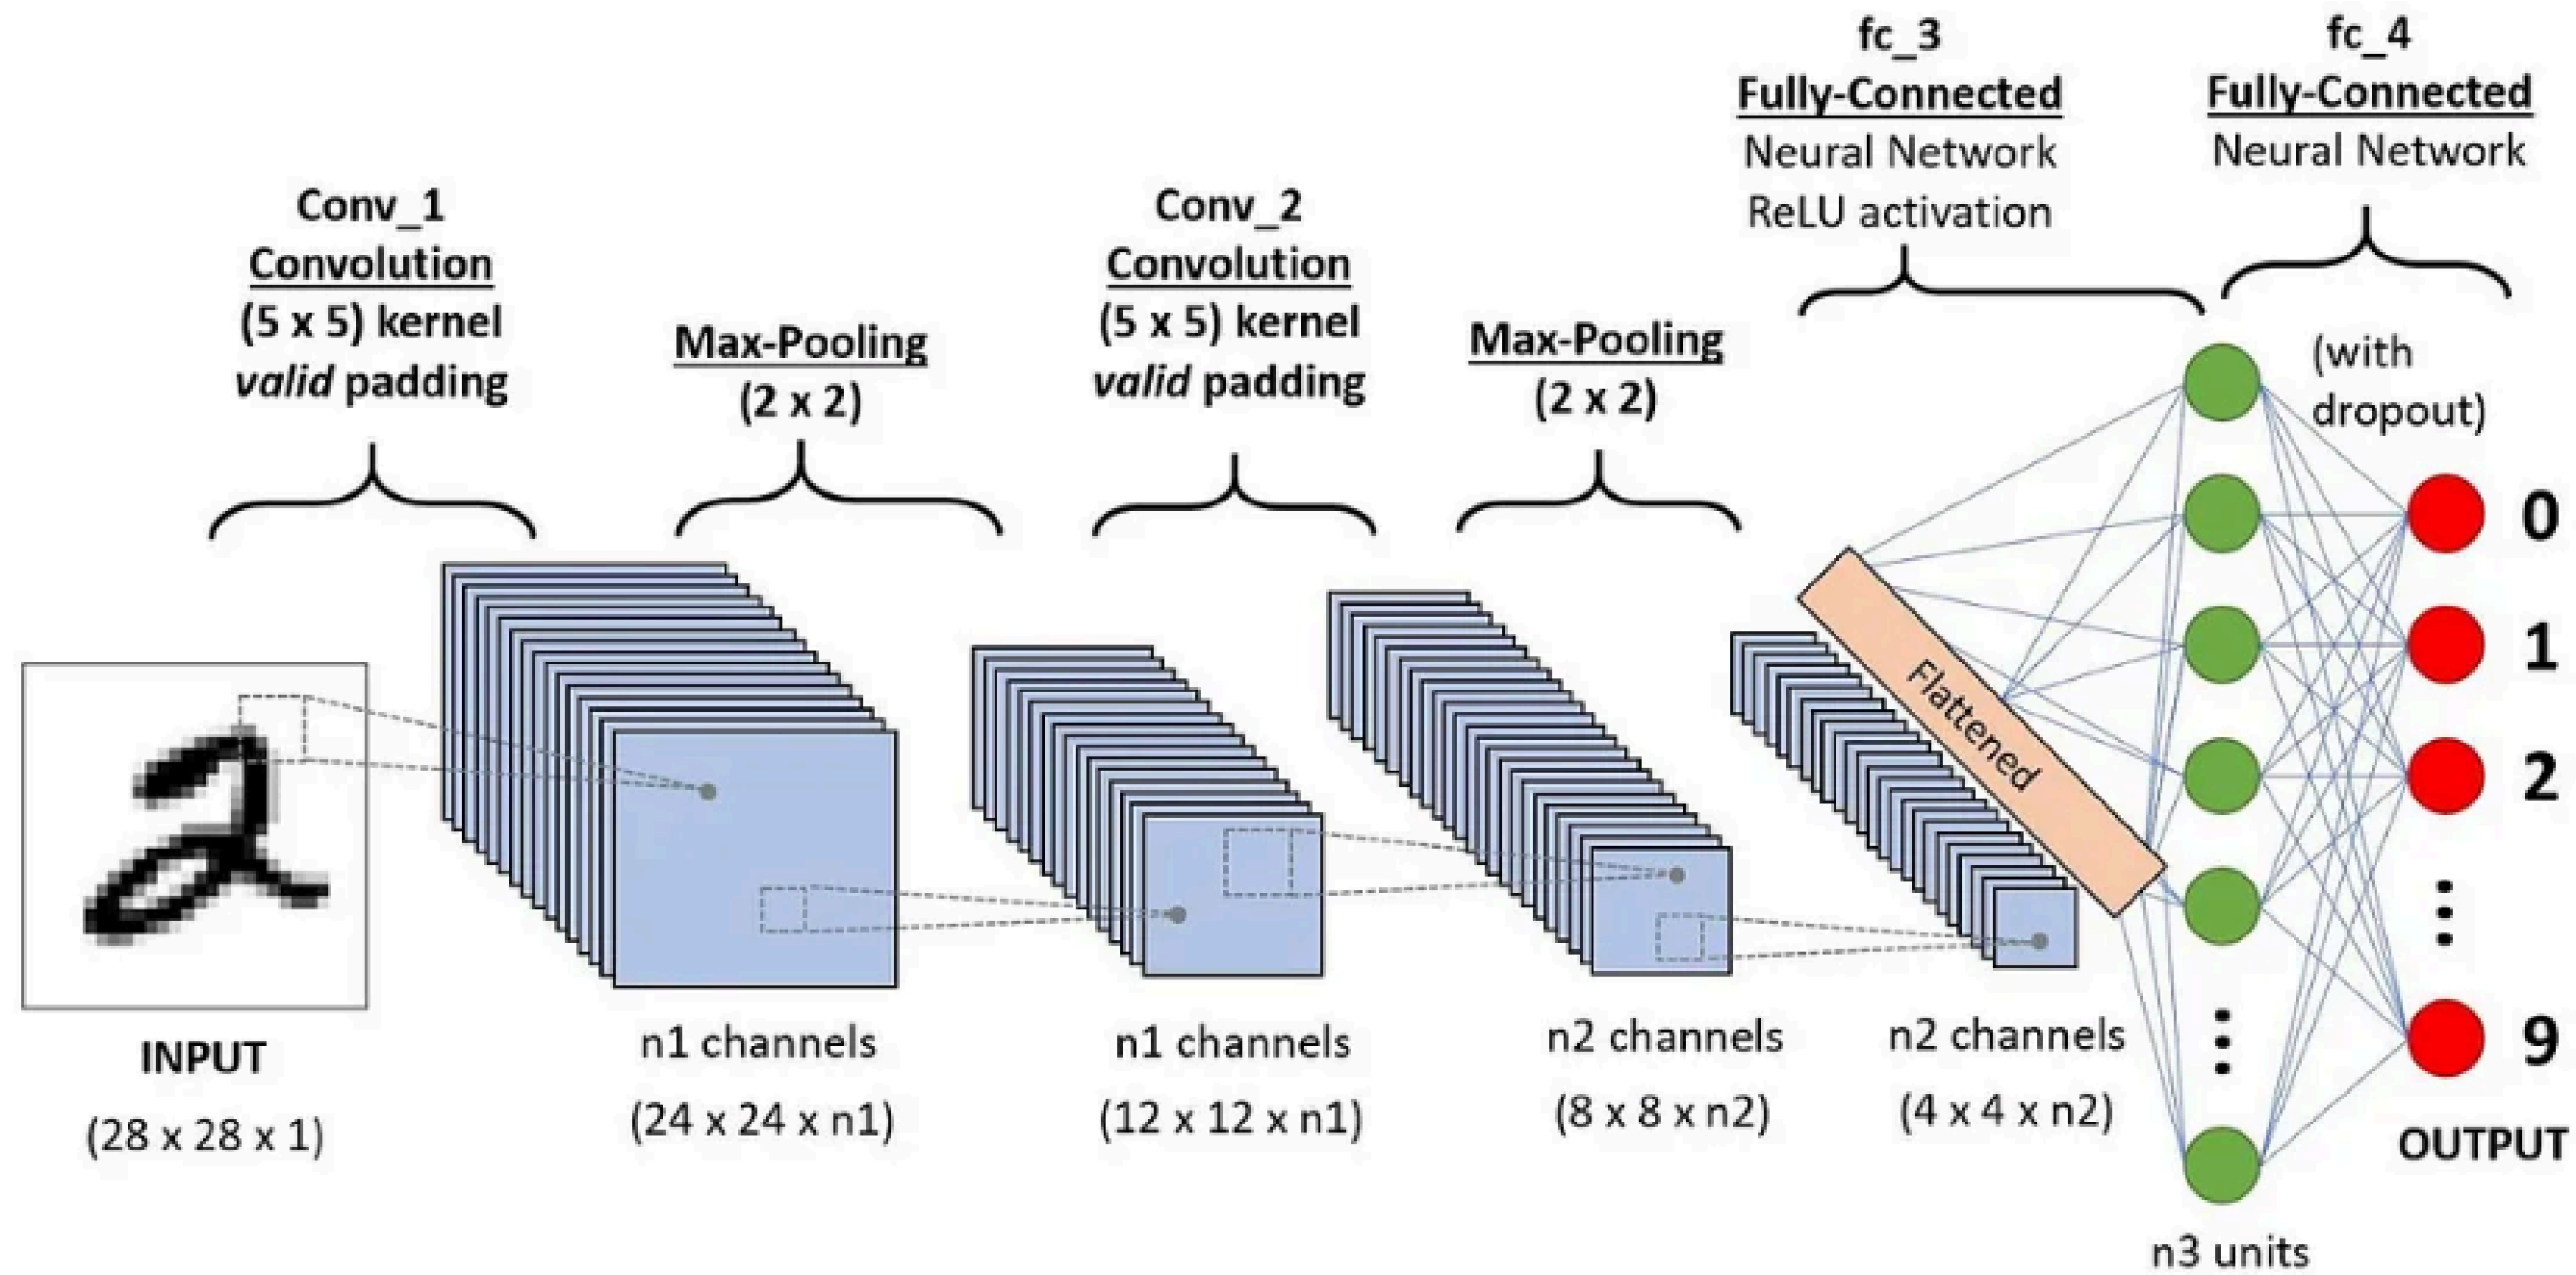 Conv_1
Convolution
(5 x 5) kernel
valid padding
Max-Pooling
(2 x 2)
Conv_2
Convolution
(5 x 5) kernel
valid padding
Max-Pooling
(2 x 2)
fc_3
Fully-Connected
Neural Network
ReLU activation
fc_4
Fully-Connected
Neural Network
(with
dropout)
Flattened
0
1
2
9
INPUT
(28 x 28 x 1)
n1 channels
(24 x 24 x n1)
n1 channels
(12 x 12 x n1)
n2 channels
(8 x 8 x n2)
n2 channels
(4 x 4 x n2)
OUTPUT
n3 units